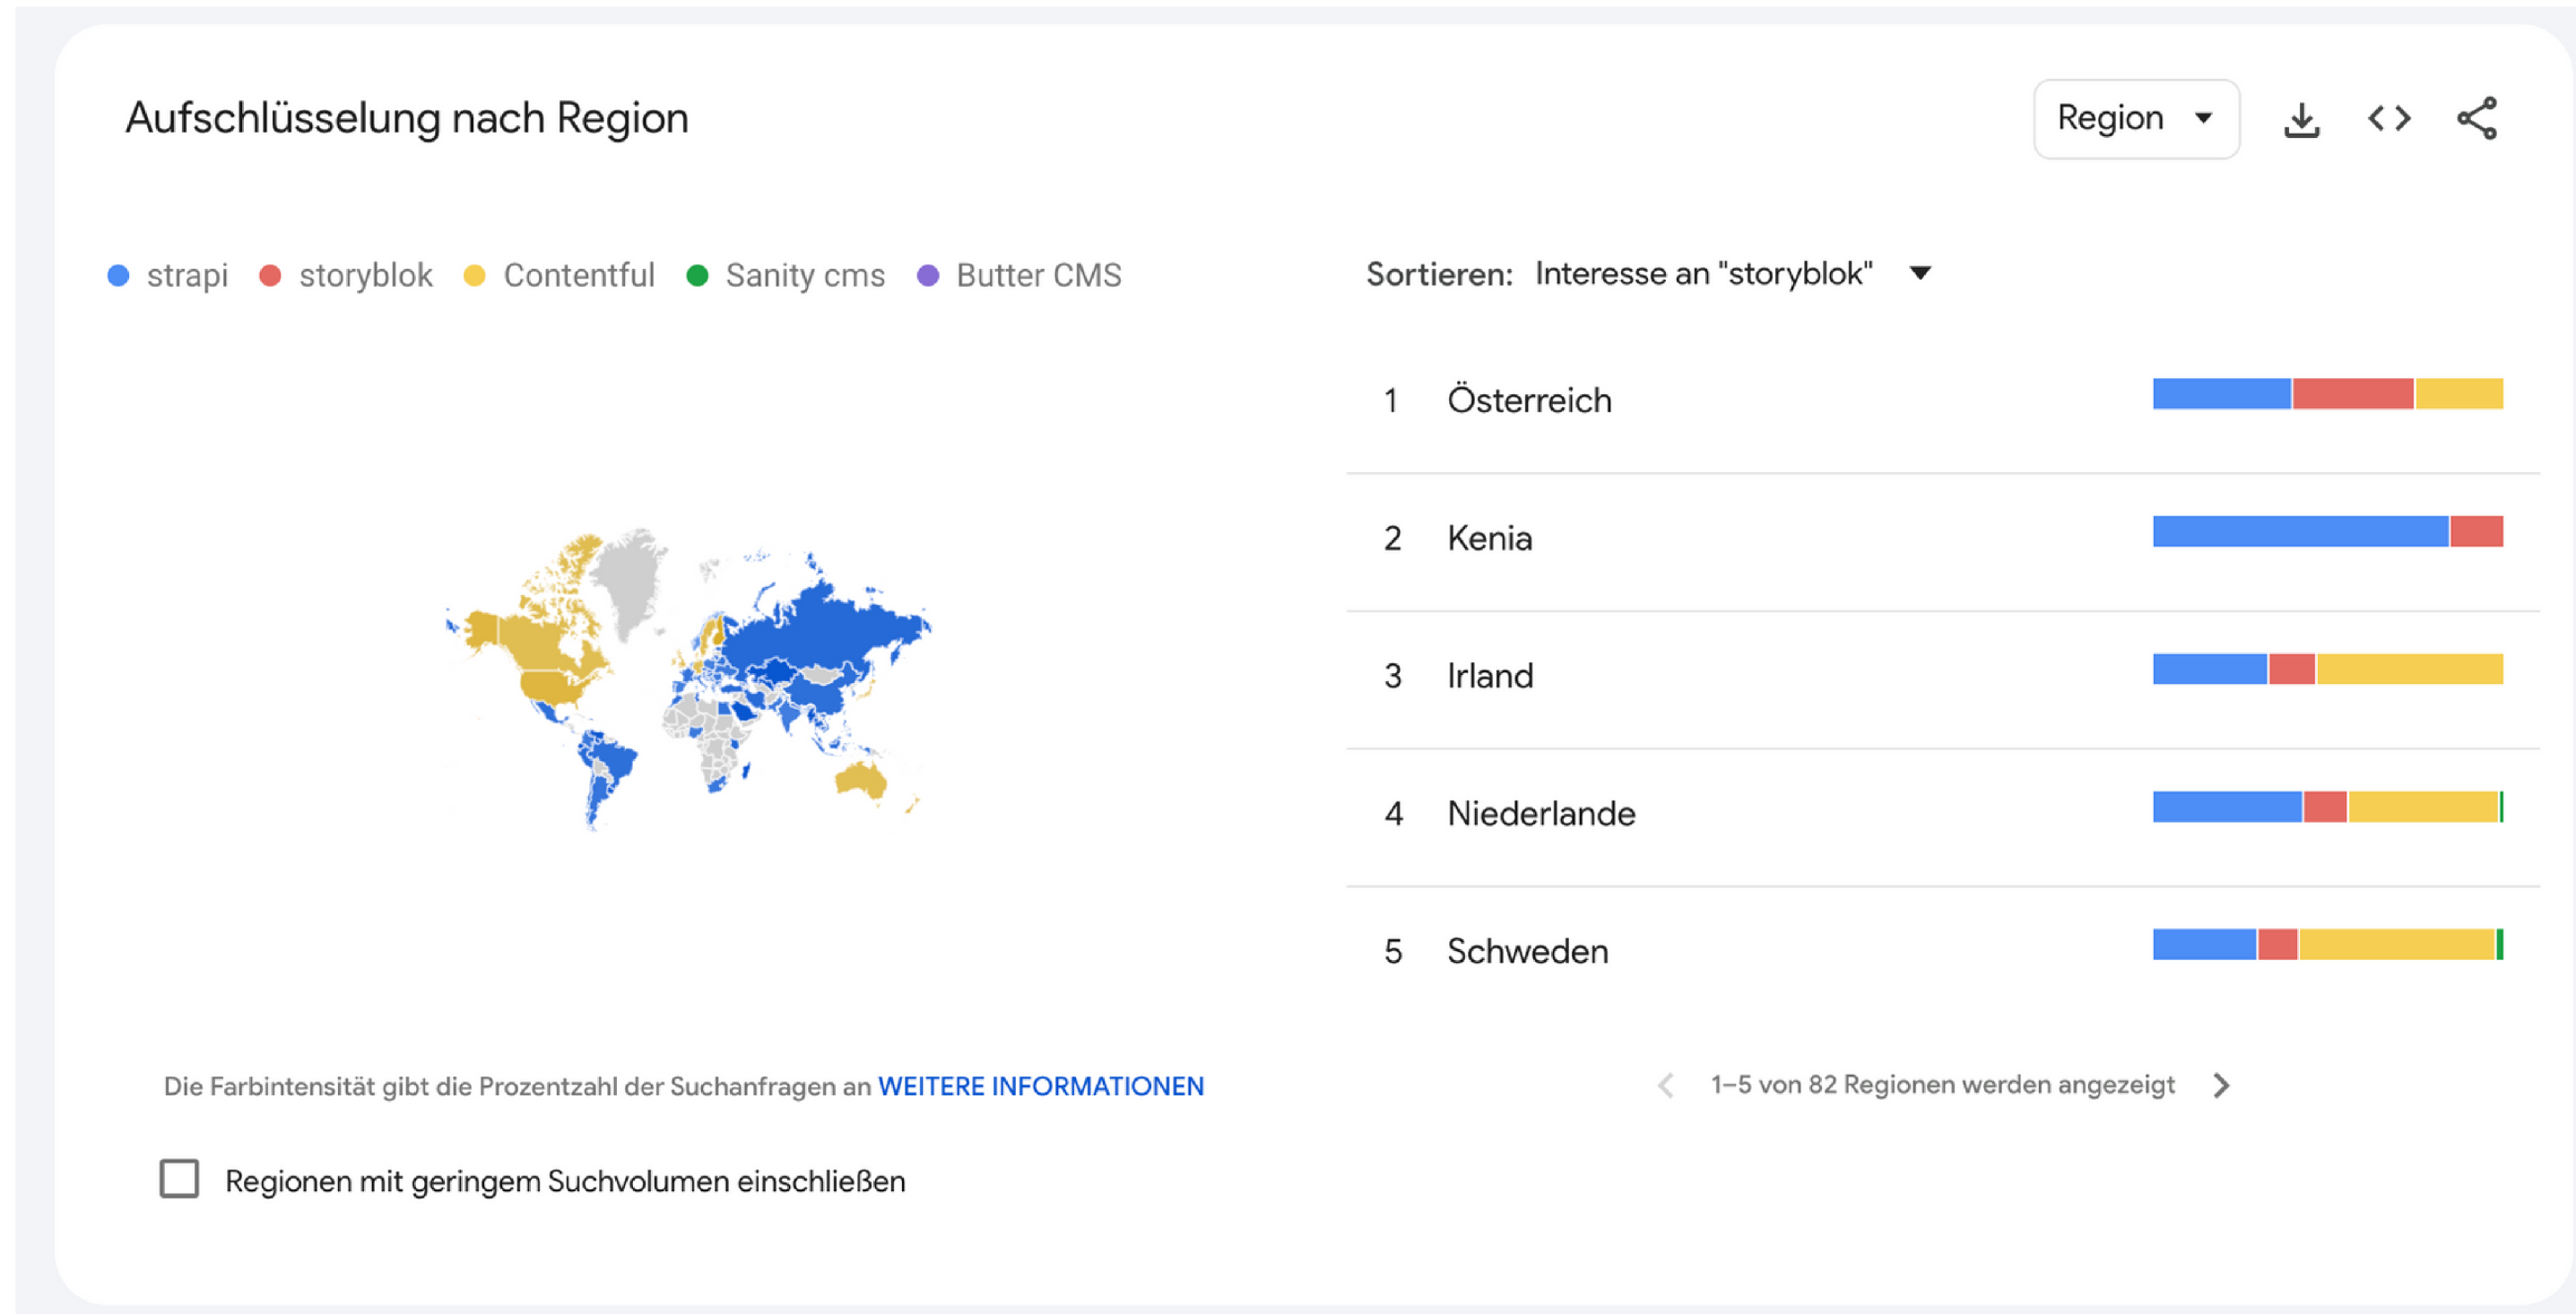 Aufschlüsselung nach Region
Region
strapi storyblok Contentful Sanity cms Butter CMS
Sortieren: Interesse an "storyblok"
1 Österreich
2 Kenia
3 Irland
4 Niederlande
5 Schweden
Die Farbintensität gibt die Prozentzahl der Suchanfragen an WEITERE INFORMATIONEN
1–5 von 82 Regionen werden angezeigt
Regionen mit geringem Suchvolumen einschließen